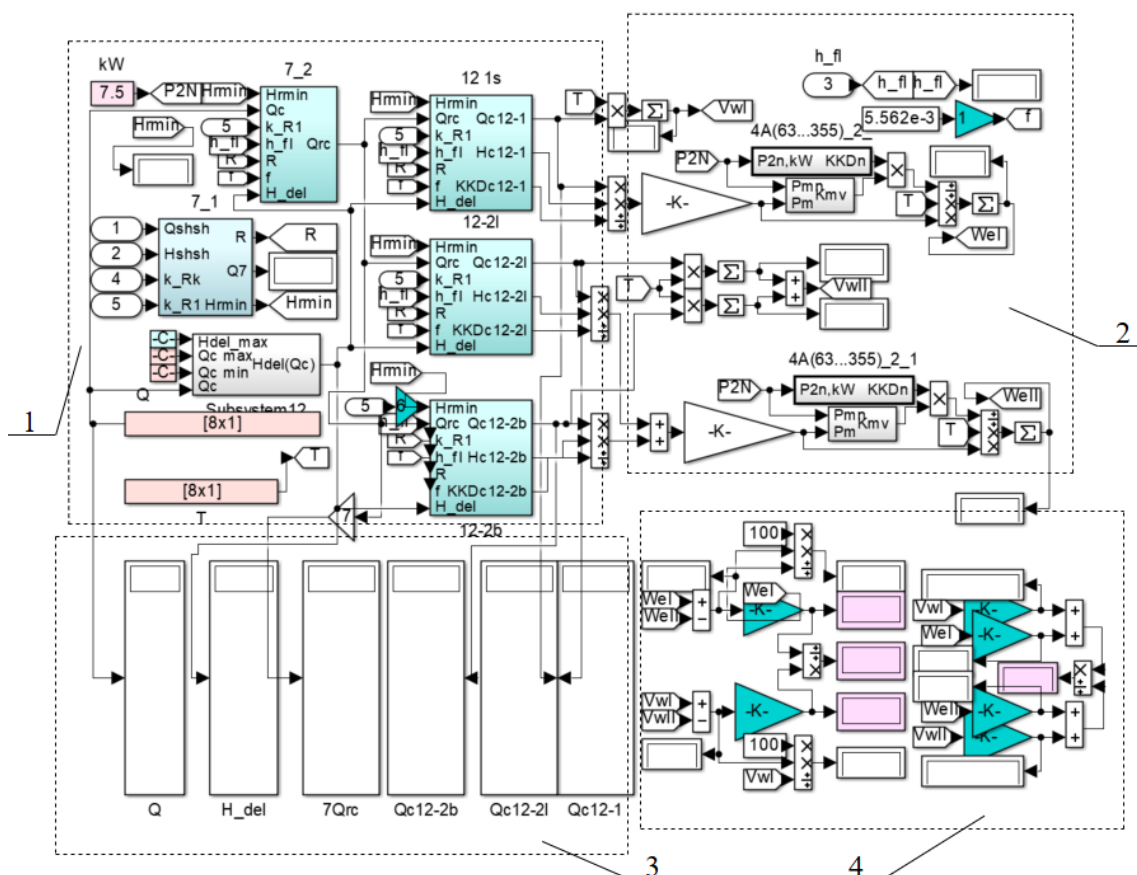 kW
7.5
P2N
Hrmin
7_2
Hrmin
Qc
k_R1
h_fl
R
f
H_del
Qrc
5
h_fl
R
Hrmin
7_1
1
2
4
5
Qshsh
Hshsh
k_Rk
k_R1
R
Q7
Hrmin
R
Hrmin
-C-
-C-
-C-
Hdel_max
Qc max
Qc min
Qc
Hdel(Qc)
Q
Subsystem12
[8x1]
T
[8x1]
T
1
12 1s
Hrmin
5
h_fl
R
Hrmin
Qrc
k_R1
h_fl
R
f
H_del
Qc12-1
Hc12-1
KKDc12-1
12-2l
Hrmin
5
h_fl
R
Hrmin
Qrc
k_R1
h_fl
R
f
H_del
Qc12-2l
Hc12-2l
KKDc12-2l
Hrmin
5
6
h_fl
R
Hrmin
Qrc
k_R1
h_fl
R
f
H_del
Qc12-2b
Hc12-2b
KKDc12-2b
12-2b
7
T
×
Σ
Vwl
h_fl
3
h_fl
h_fl
5.562e-3
1
f
4A(63...355)_2_
P2N
P2n,kW KKDn
Pmn
Pm
Kmv
-K-
T
Σ
Wel
T
×
×
Σ
Σ
+
+
Vwll
2
4A(63...355)_2_1
P2N
P2n,kW KKDn
Pmn
Pm
Kmv
-K-
T
Σ
Well
Q
H_del
7Qrc
Qc12-2b
Qc12-2l
Qc12-1
3
100
Wel
Well
+
−
Wel
-K-
Vwl
Vwll
+
−
-K-
100
Vwl
Vwl
-K-
Wel
-K-
Well
-K-
Vwll
-K-
+
+
+
+
4